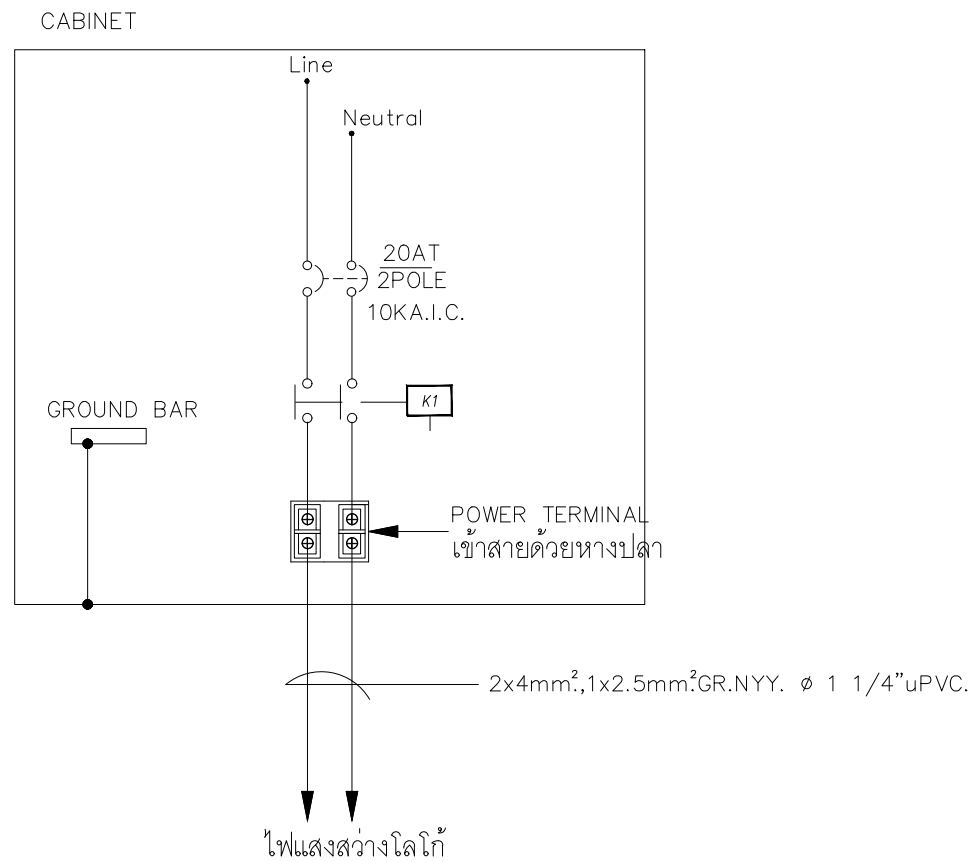 CABINET
Line
Neutral
20AT
2POLE
10KA.I.C.
K1
GROUND BAR
POWER TERMINAL
เข้าสายด้วยหางปลา
2x4mm²,1x2.5mm²GR.NYY. ø 1 1/4"uPVC.
ไฟแสงสว่างโลโก้